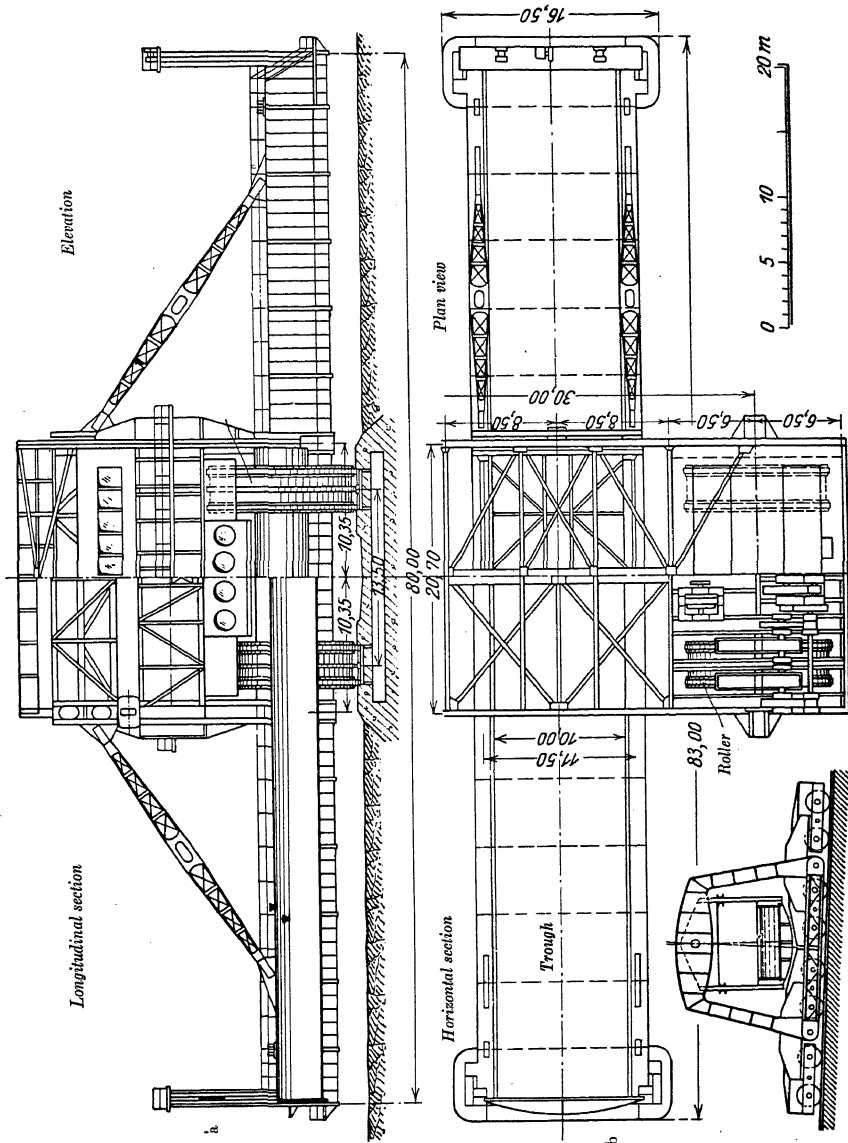 Longitudinal section
Elevation
10,35
10,35
13,50
80,00
a
Horizontal section
Plan view
16,50
20,70
30,00
8,50
8,50
6,50
6,50
10,00
11,50
Trough
Roller
83,00
0 5 10 20 m
b